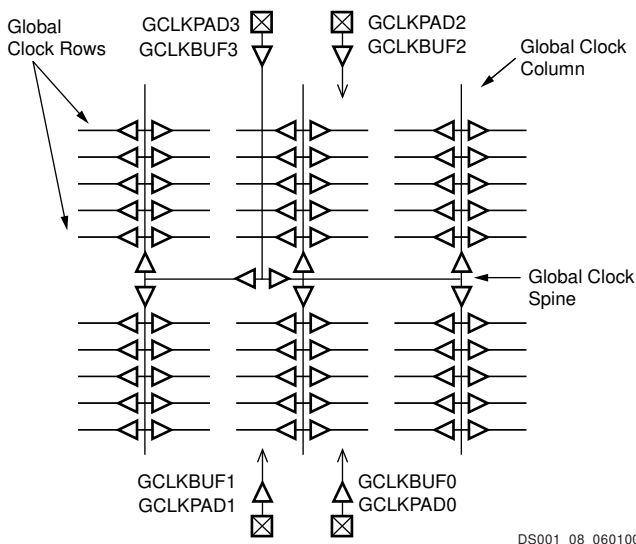 Global
Clock Rows
GCLKPAD3
GCLKBUF3
GCLKPAD2
GCLKBUF2
Global Clock
Column
Global Clock
Spine
GCLKBUF1
GCLKPAD1
GCLKBUF0
GCLKPAD0
DS001_08_060100